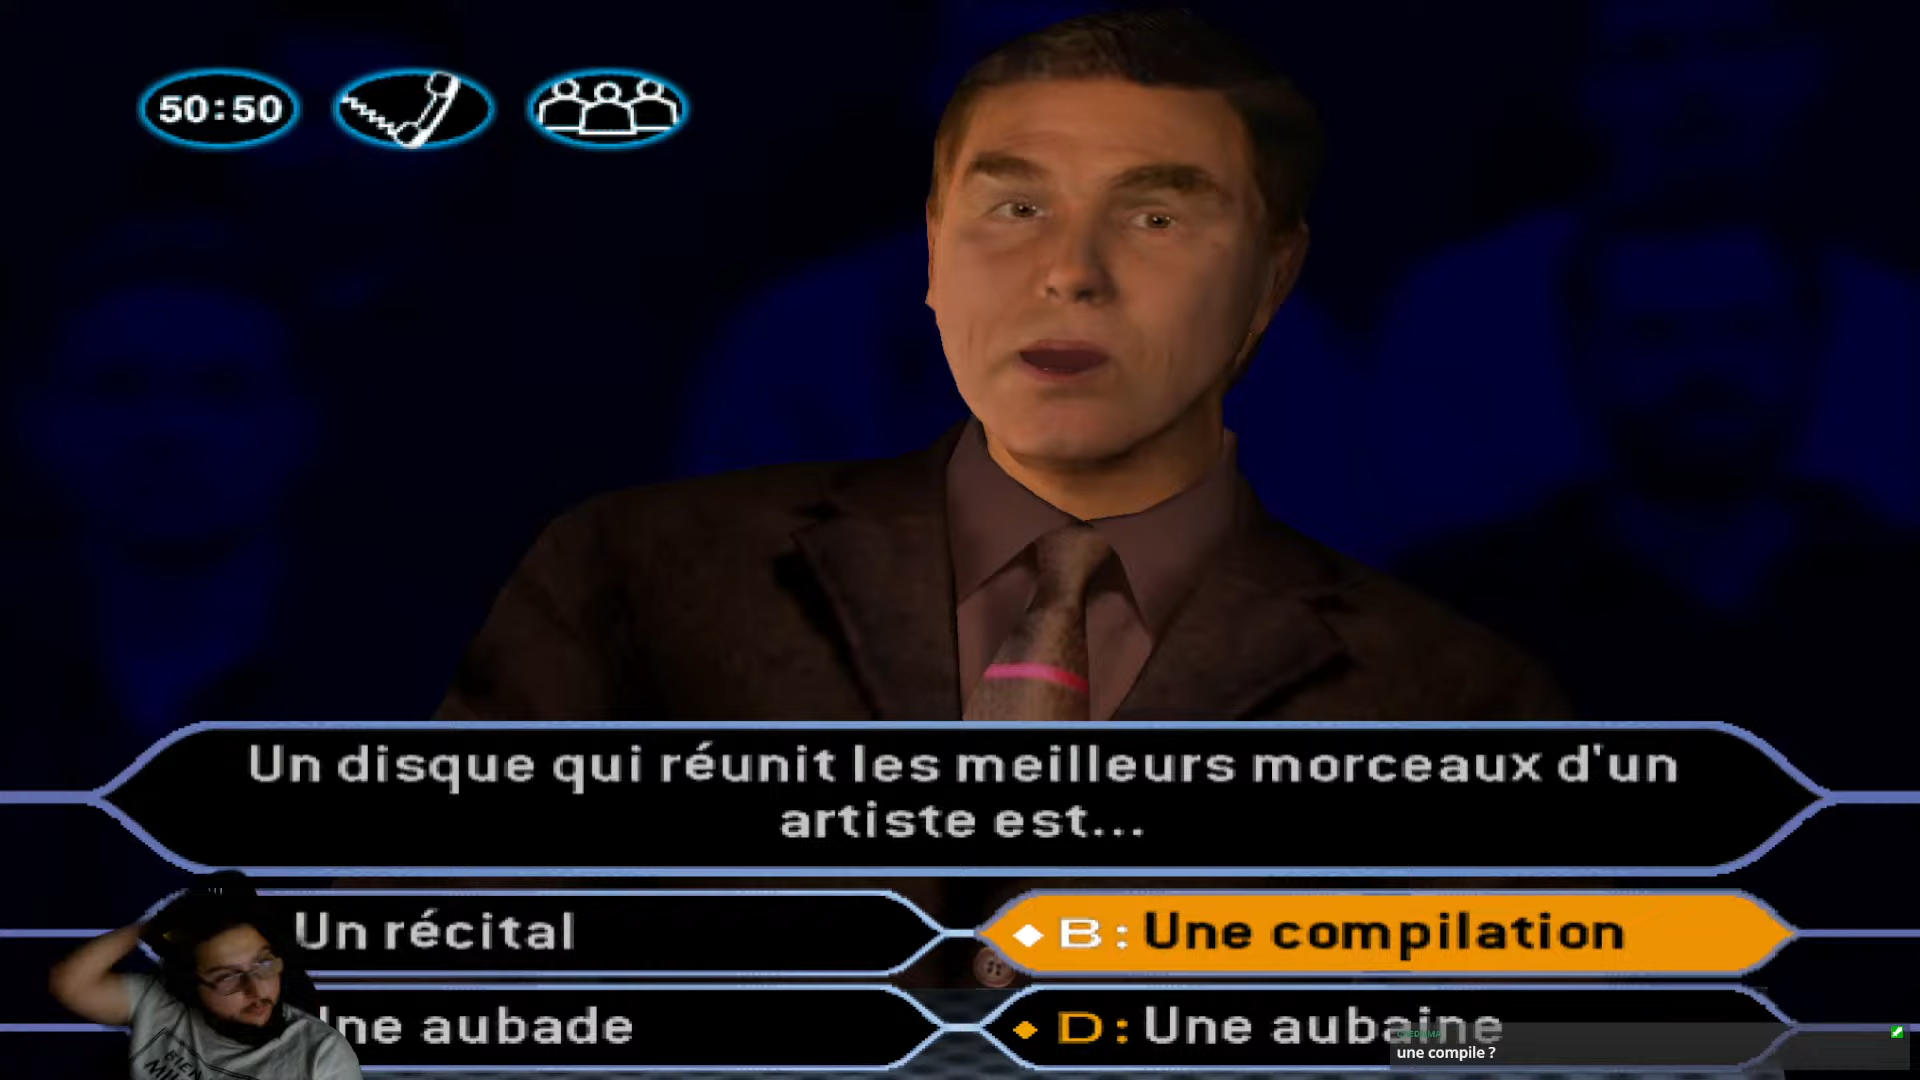 50:50
Un disque qui réunit les meilleurs morceaux d'un
artiste est...
Un récital
B: Une compilation
Une aubade
D: Une aubaine
une compile ?